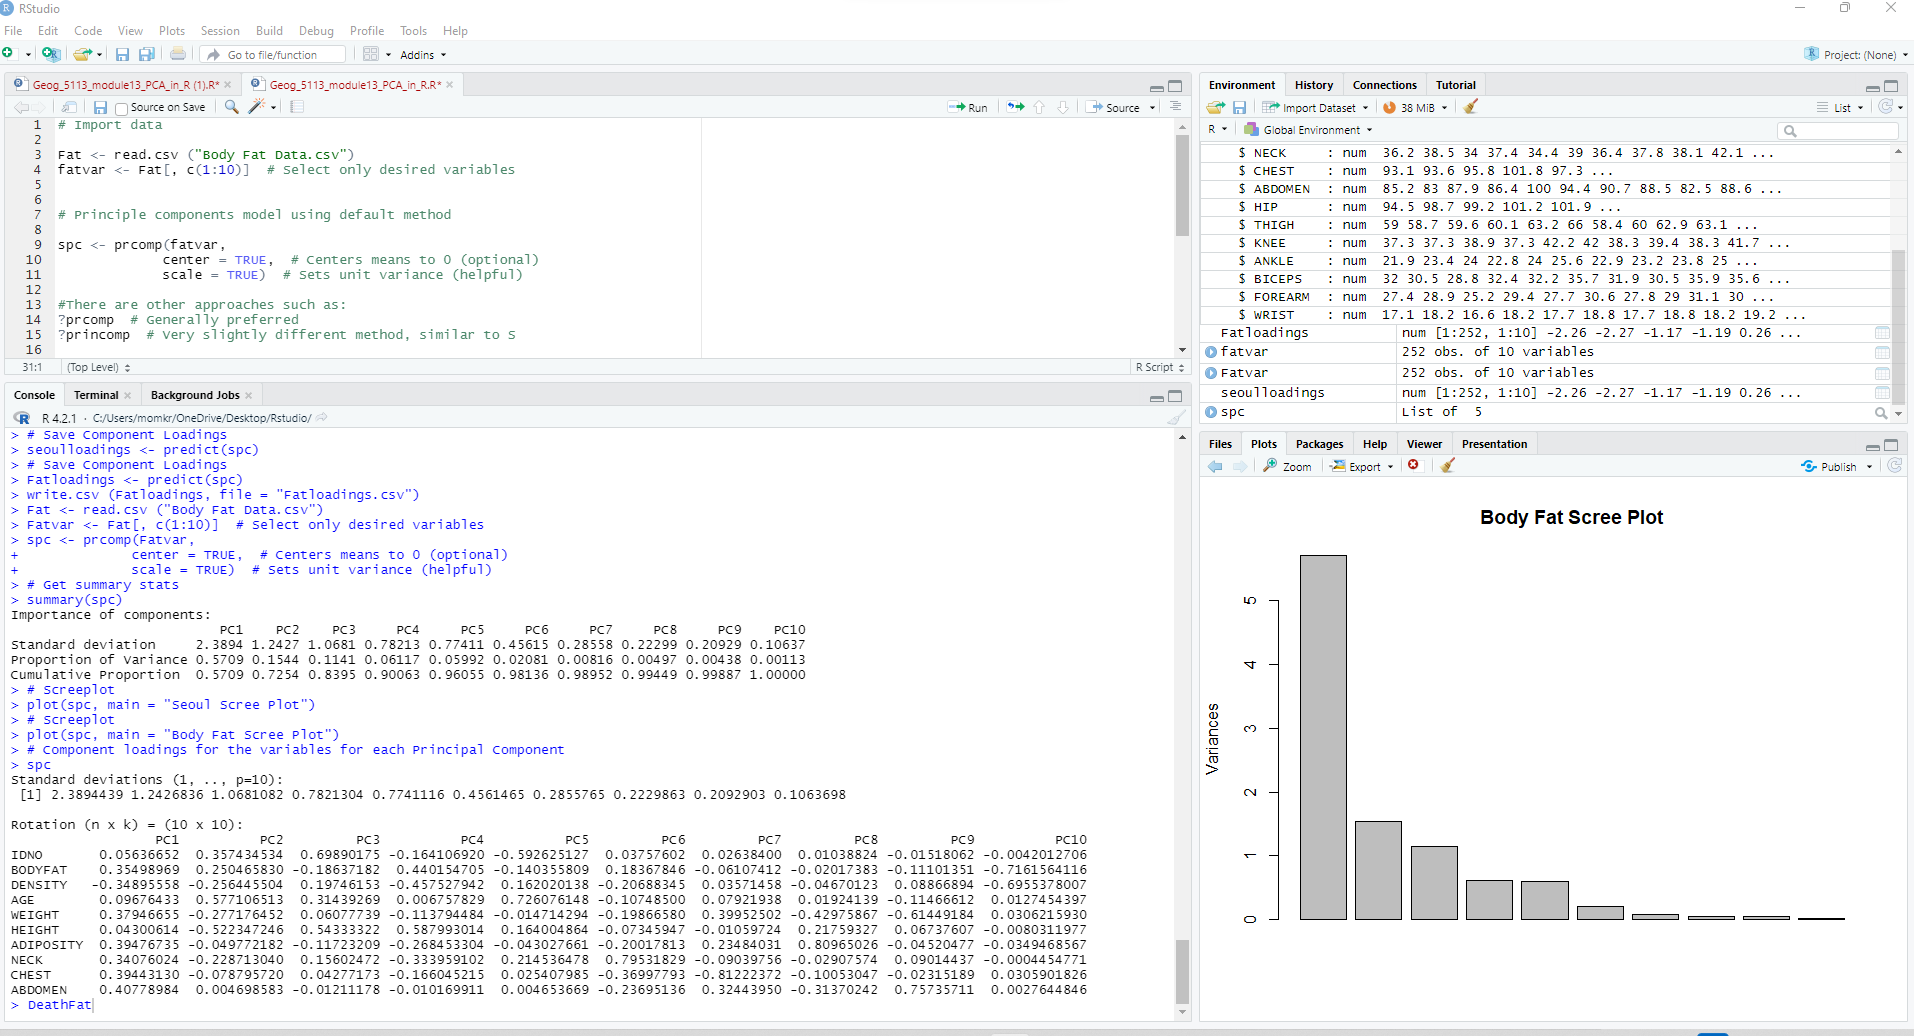 RStudio
File Edit Code View Plots Session Build Debug Profile Tools Help
Go to file/function Addins Project: (None)
Geog_5113_module13_PCA_in_R (1).R* Geog_5113_module13_PCA_in_R.R*
Source on Save Run Source
1 # Import data
2
3 Fat <- read.csv ("Body Fat Data.csv")
4 fatvar <- Fat[, c(1:10)]  # Select only desired variables
5
6
7 # Principle components model using default method
8
9 spc <- prcomp(fatvar,
10 center = TRUE,  # Centers means to 0 (optional)
11 scale = TRUE)  # Sets unit variance (helpful)
12
13 #There are other approaches such as:
14 ?prcomp  # Generally preferred
15 ?princomp  # Very slightly different method, similar to S
16
31:1 (Top Level) R Script
Console Terminal Background Jobs
R 4.2.1 · C:/Users/momkr/OneDrive/Desktop/Rstudio/
> # Save Component Loadings
> seoulloadings <- predict(spc)
> # Save Component Loadings
> Fatloadings <- predict(spc)
> write.csv (Fatloadings, file = "Fatloadings.csv")
> Fat <- read.csv ("Body Fat Data.csv")
> Fatvar <- Fat[, c(1:10)]  # Select only desired variables
> spc <- prcomp(Fatvar,
+ center = TRUE,  # Centers means to 0 (optional)
+ scale = TRUE)  # Sets unit variance (helpful)
> # Get summary stats
> summary(spc)
Importance of components:
PC1 PC2 PC3 PC4 PC5 PC6 PC7 PC8 PC9 PC10
Standard deviation 2.3894 1.2427 1.0681 0.78213 0.77411 0.45615 0.28558 0.22299 0.20929 0.10637
Proportion of Variance 0.5709 0.1544 0.1141 0.06117 0.05992 0.02081 0.00816 0.00497 0.00438 0.00113
Cumulative Proportion 0.5709 0.7254 0.8395 0.90063 0.96055 0.98136 0.98952 0.99449 0.99887 1.00000
> # Screeplot
> plot(spc, main = "Seoul Scree Plot")
> # Screeplot
> plot(spc, main = "Body Fat Scree Plot")
> # Component loadings for the variables for each Principal Component
> spc
Standard deviations (1, .., p=10):
[1] 2.3894439 1.2426836 1.0681082 0.7821304 0.7741116 0.4561465 0.2855765 0.2229863 0.2092903 0.1063698
Rotation (n x k) = (10 x 10):
PC1 PC2 PC3 PC4 PC5 PC6 PC7 PC8 PC9 PC10
IDNO 0.05636652 0.357434534 0.69890175 -0.164106920 -0.592625127 0.03757602 0.02638400 0.01038824 -0.01518062 -0.0042012706
BODYFAT 0.35498969 0.250465830 -0.18637182 0.440154705 -0.140355809 0.18367846 -0.06107412 -0.02017383 -0.11101351 -0.7161564116
DENSITY -0.34895558 -0.256445504 0.19746153 -0.457527942 0.162020138 -0.20688345 0.03571458 -0.04670123 0.08866894 -0.6955378007
AGE 0.09676433 0.577106513 0.31439269 0.006757829 0.726076148 -0.10748500 0.07921938 0.01924139 -0.11466612 0.0127454397
WEIGHT 0.37946655 -0.277176452 0.06077739 -0.113794484 -0.014714294 -0.19866580 0.39952502 -0.42975867 -0.61449184 0.0306215930
HEIGHT 0.04300614 -0.522347246 0.54333322 0.587993014 0.164004864 -0.07345947 -0.01059724 0.21759327 0.06737607 -0.0080311977
ADIPOSITY 0.39476735 -0.049772182 -0.11723209 -0.268453304 -0.043027661 -0.20017813 0.23484031 0.80965026 -0.04520477 -0.0349468567
NECK 0.34076024 -0.228713040 0.15602472 -0.333959102 0.214536478 0.79531829 -0.09039756 -0.02907574 0.09014437 -0.0004454771
CHEST 0.39443130 -0.078795720 0.04277173 -0.166045215 0.025407985 -0.36997793 -0.81222372 -0.10053047 -0.02315189 0.0305901826
ABDOMEN 0.40778984 0.004698583 -0.01211178 -0.010169911 0.004653669 -0.23695136 0.32443950 -0.31370242 0.75735711 0.0027644846
> DeathFat
Environment History Connections Tutorial
Import Dataset 38 MiB List
R Global Environment
$ NECK : num 36.2 38.5 34 37.4 34.4 39 36.4 37.8 38.1 42.1 ...
$ CHEST : num 93.1 93.6 95.8 101.8 97.3 ...
$ ABDOMEN : num 85.2 83 87.9 86.4 100 94.4 90.7 88.5 82.5 88.6 ...
$ HIP : num 94.5 98.7 99.2 101.2 101.9 ...
$ THIGH : num 59 58.7 59.6 60.1 63.2 66 58.4 60 62.9 63.1 ...
$ KNEE : num 37.3 37.3 38.9 37.3 42.2 42 38.3 39.4 38.3 41.7 ...
$ ANKLE : num 21.9 23.4 24 22.8 24 25.6 22.9 23.2 23.8 25 ...
$ BICEPS : num 32 30.5 28.8 32.4 32.2 35.7 31.9 30.5 35.9 35.6 ...
$ FOREARM : num 27.4 28.9 25.2 29.4 27.7 30.6 27.8 29 31.1 30 ...
$ WRIST : num 17.1 18.2 16.6 18.2 17.7 18.8 17.7 18.8 18.2 19.2 ...
Fatloadings num [1:252, 1:10] -2.26 -2.27 -1.17 -1.19 0.26 ...
fatvar 252 obs. of 10 variables
Fatvar 252 obs. of 10 variables
seoulloadings num [1:252, 1:10] -2.26 -2.27 -1.17 -1.19 0.26 ...
spc List of 5
Files Plots Packages Help Viewer Presentation
Zoom Export Publish
Body Fat Scree Plot
Variances
5
4
3
2
1
0